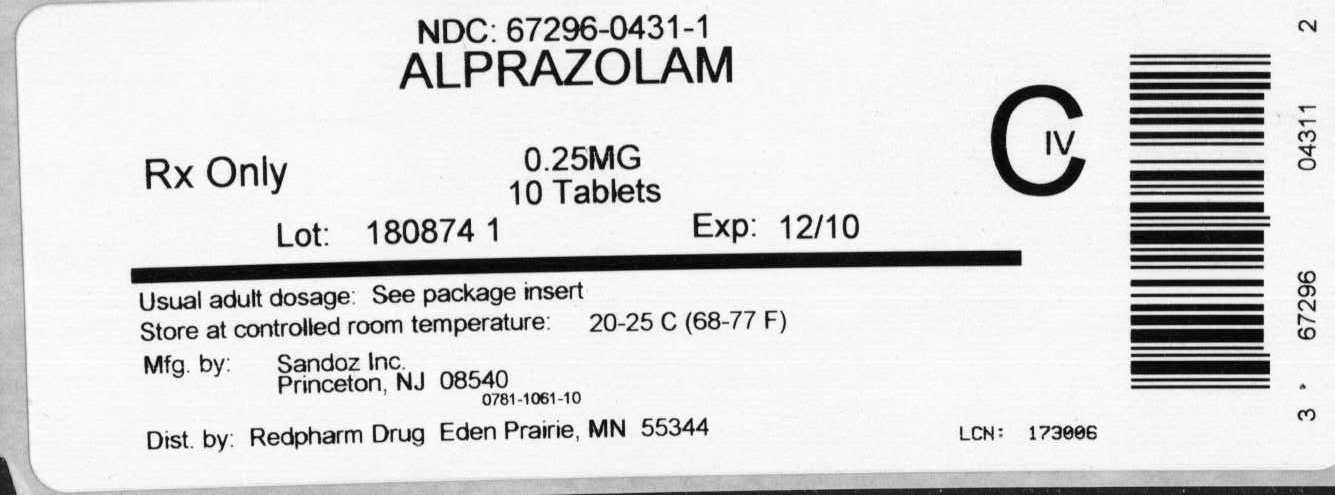 NDC: 67296-0431-1
ALPRAZOLAM
C IV
Rx Only
0.25MG
10 Tablets
Lot: 180874 1
Exp: 12/10
Usual adult dosage: See package insert
Store at controlled room temperature: 20-25 C (68-77 F)
Mfg. by: Sandoz Inc.
Princeton, NJ 08540
0781-1061-10
Dist. by: Redpharm Drug Eden Prairie, MN 55344
LCN: 173006
3 67296 04311 2